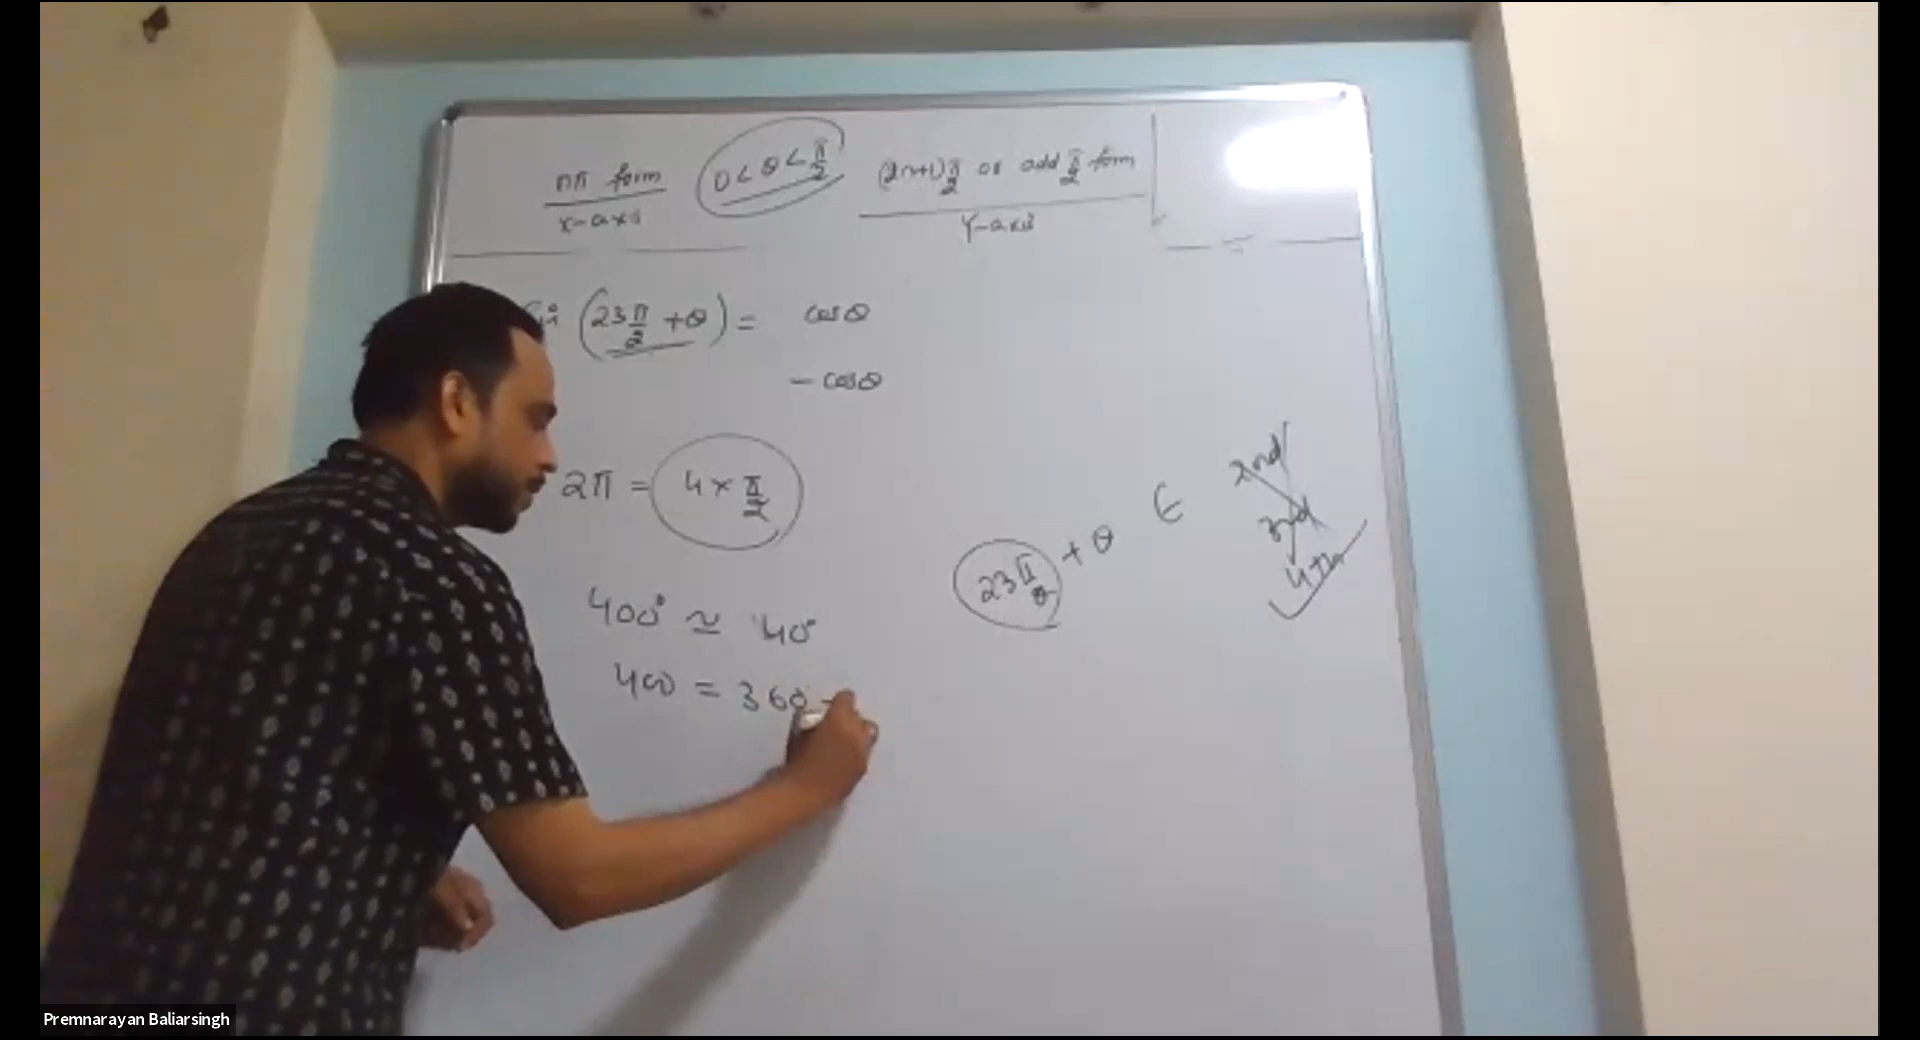 nπ form
x-axis
0<θ<π/2
(2n+1)π/2 or odd π/2 form
Y-axis
(23π/2 + θ) = cosθ
- cosθ
2π = 4 × π/2
23π/2 + θ ∈
2nd
3rd
4th
400° ≃ 40°
400 = 360
Premnarayan Baliarsingh